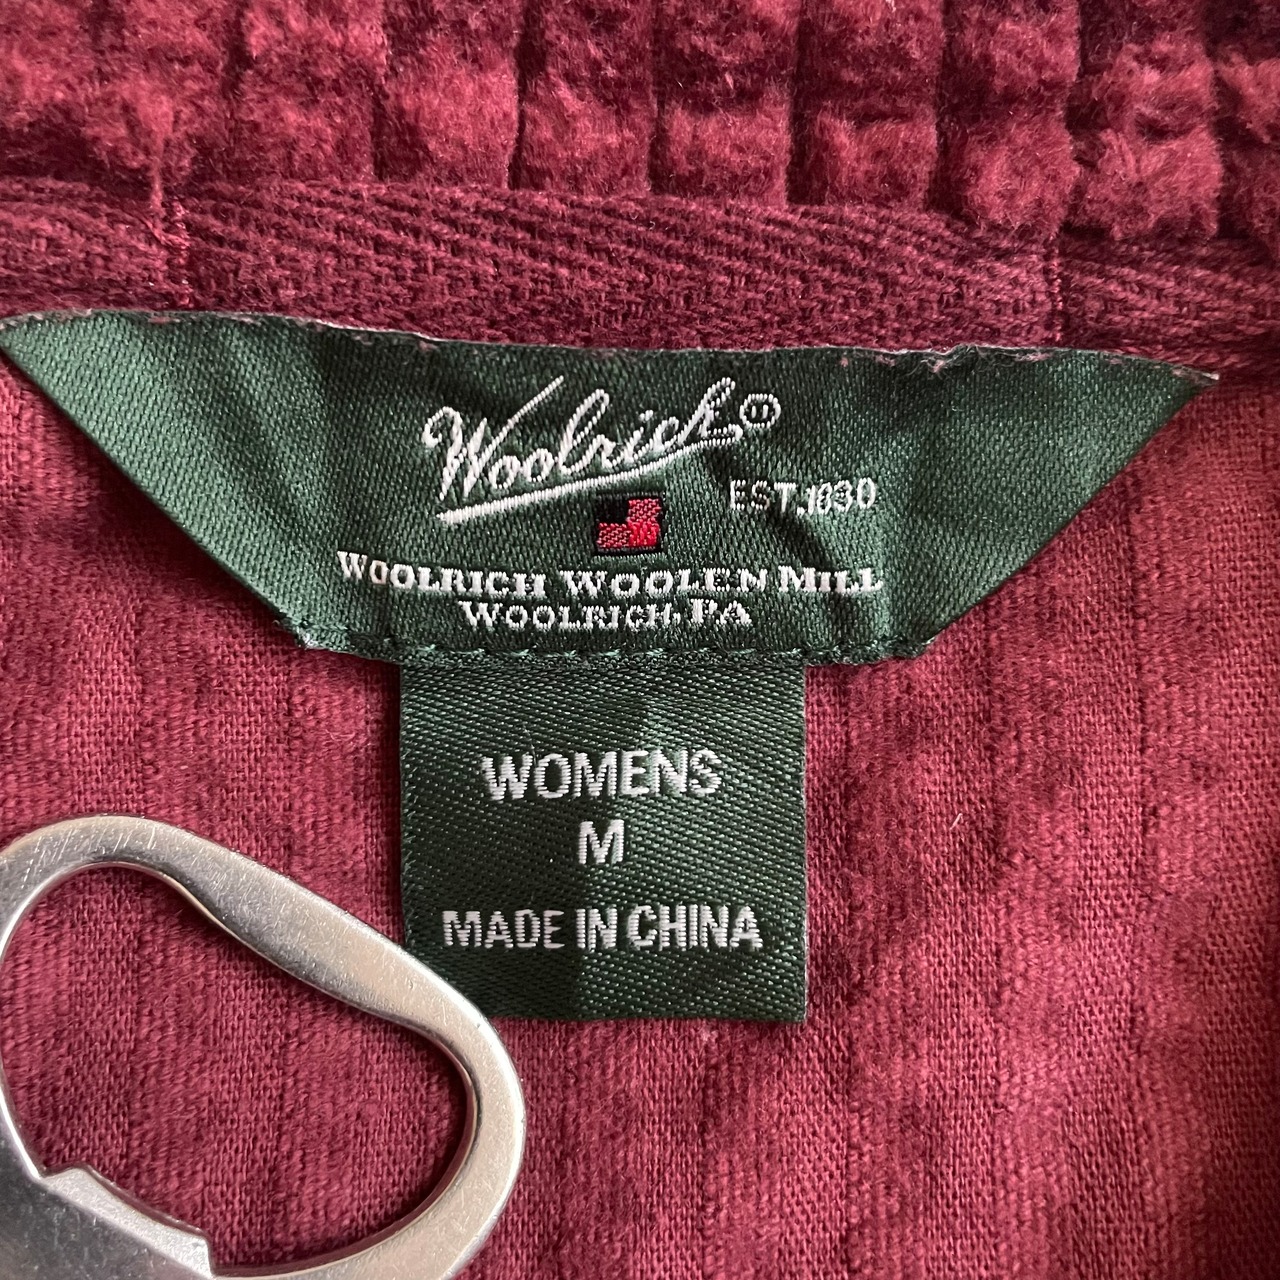 Woolrich®
EST. 1830
WOOLRICH WOOLEN MILL
WOOLRICH, PA
WOMENS
M
MADE IN CHINA